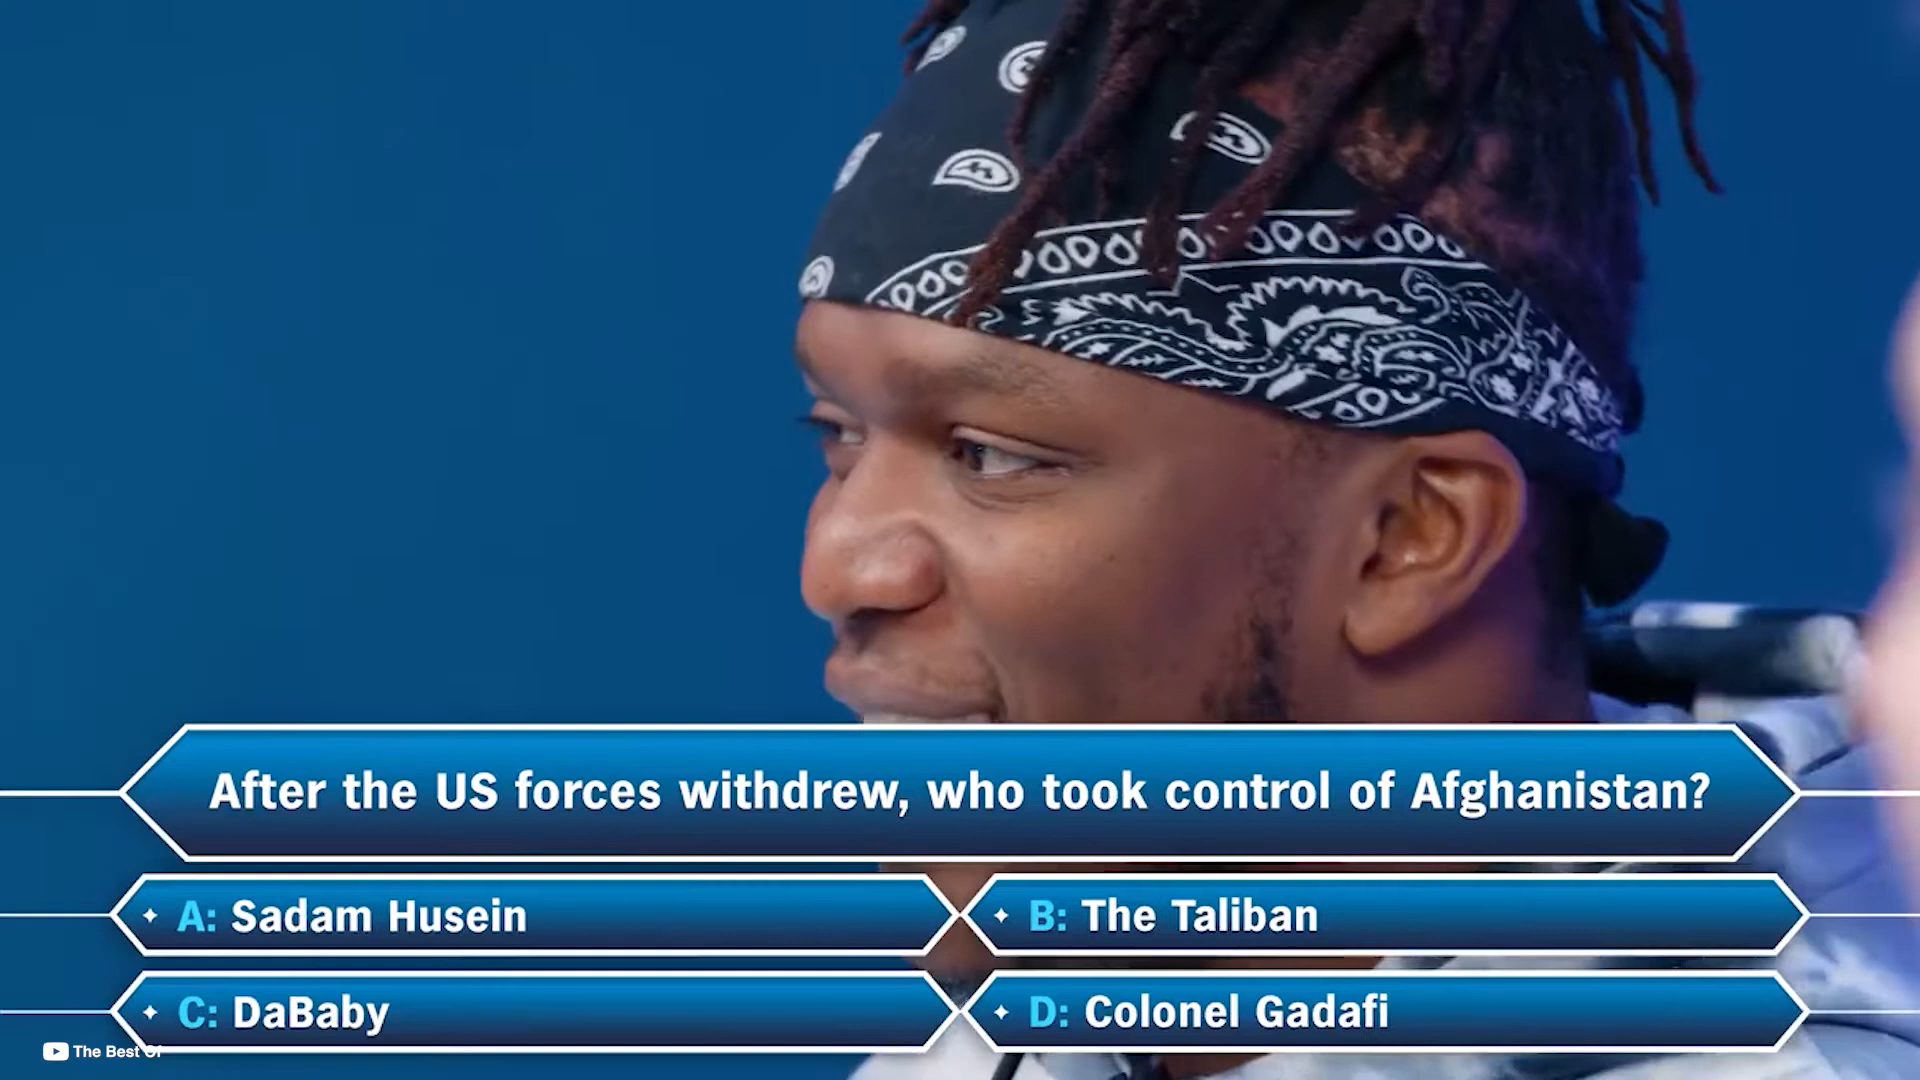 After the US forces withdrew, who took control of Afghanistan?
A: Sadam Husein
B: The Taliban
C: DaBaby
D: Colonel Gadafi
The Best Of